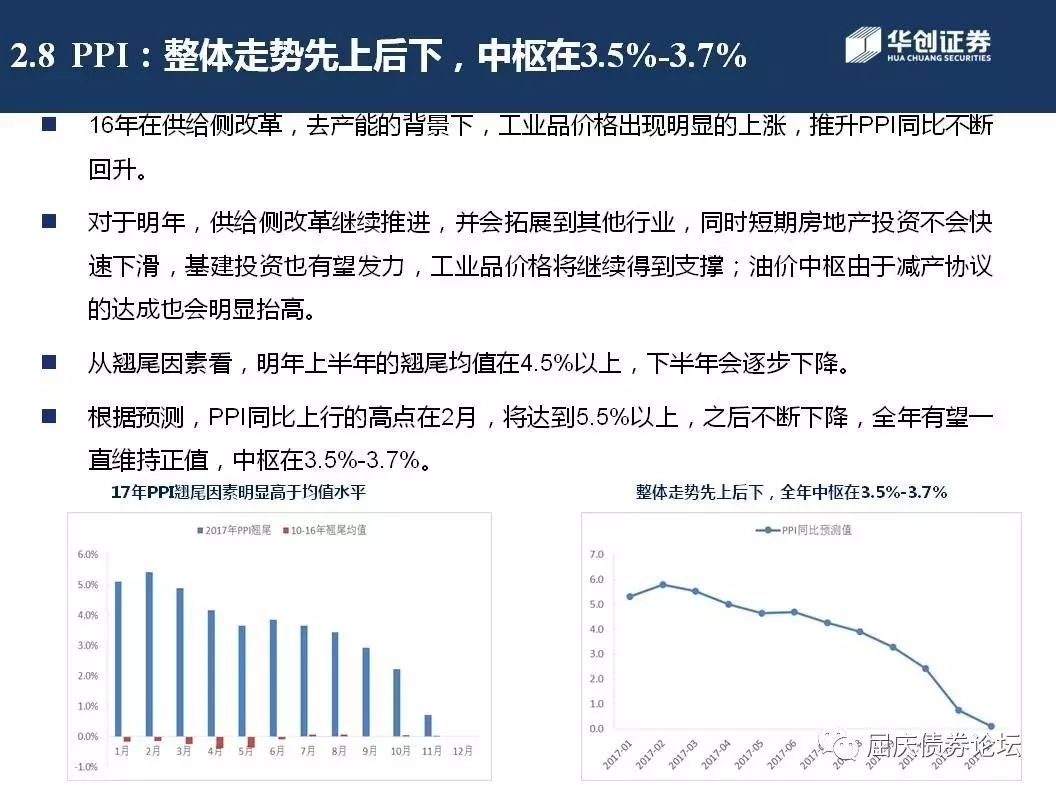 2.8 PPI：整体走势先上后下，中枢在3.5%-3.7%
华创证券
HUA CHUANG SECURITIES
■ 16年在供给侧改革，去产能的背景下，工业品价格出现明显的上涨，推升PPI同比不断
回升。
■ 对于明年，供给侧改革继续推进，并会拓展到其他行业，同时短期房地产投资不会快
速下滑，基建投资也有望发力，工业品价格将继续得到支撑；油价中枢由于减产协议
的达成也会明显抬高。
■ 从翘尾因素看，明年上半年的翘尾均值在4.5%以上，下半年会逐步下降。
■ 根据预测，PPI同比上行的高点在2月，将达到5.5%以上，之后不断下降，全年有望一
直维持正值，中枢在3.5%-3.7%。
17年PPI翘尾因素明显高于均值水平
2017年PPI翘尾 10-16年翘尾均值
6.0%
5.0%
4.0%
3.0%
2.0%
1.0%
0.0%
-1.0%
1月 2月 3月 4月 5月 6月 7月 8月 9月 10月 11月 12月
整体走势先上后下，全年中枢在3.5%-3.7%
PPI同比预测值
7.0
6.0
5.0
4.0
3.0
2.0
1.0
0.0
2017-01 2017-02 2017-03 2017-04 2017-05 2017-06
屈庆债券论坛